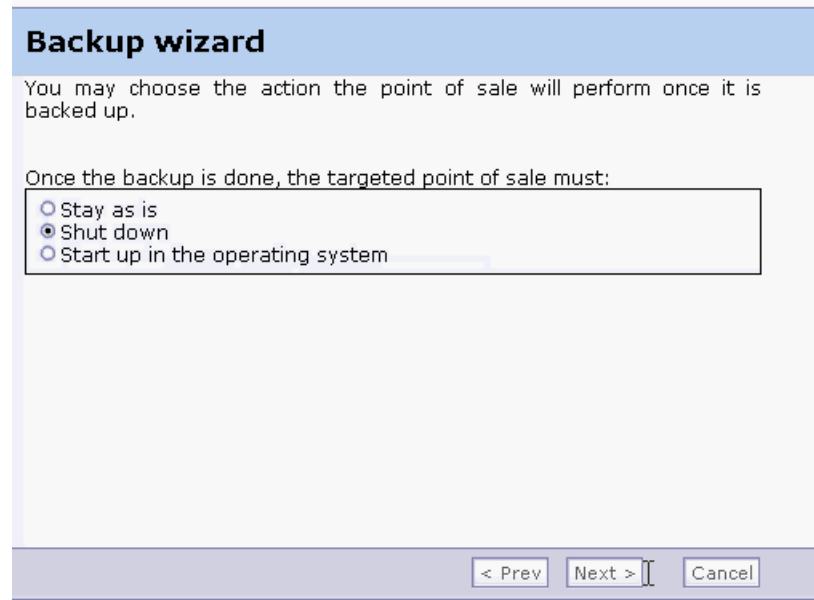 Backup wizard
You may choose the action the point of sale will perform once it is
backed up.
Once the backup is done, the targeted point of sale must:
Stay as is
Shut down
Start up in the operating system
< Prev
Next >
Cancel